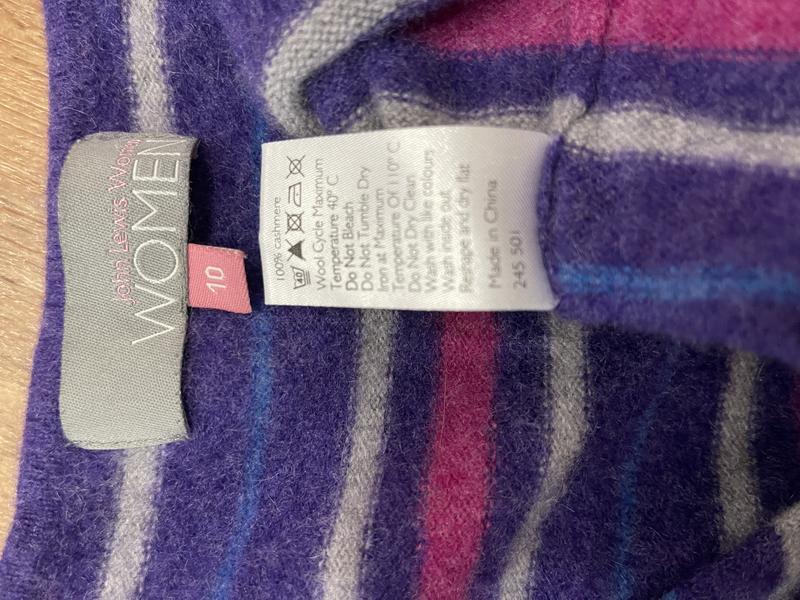 John Lewis Women
WOMEN
10
100% cashmere
40
Wool Cycle Maximum
Temperature 40° C
Do Not Bleach
Do Not Tumble Dry
Iron at Maximum
Temperature Of 110° C
Do Not Dry Clean
Wash with like colours
Wash inside out
Reshape and dry flat
Made in China
245 501